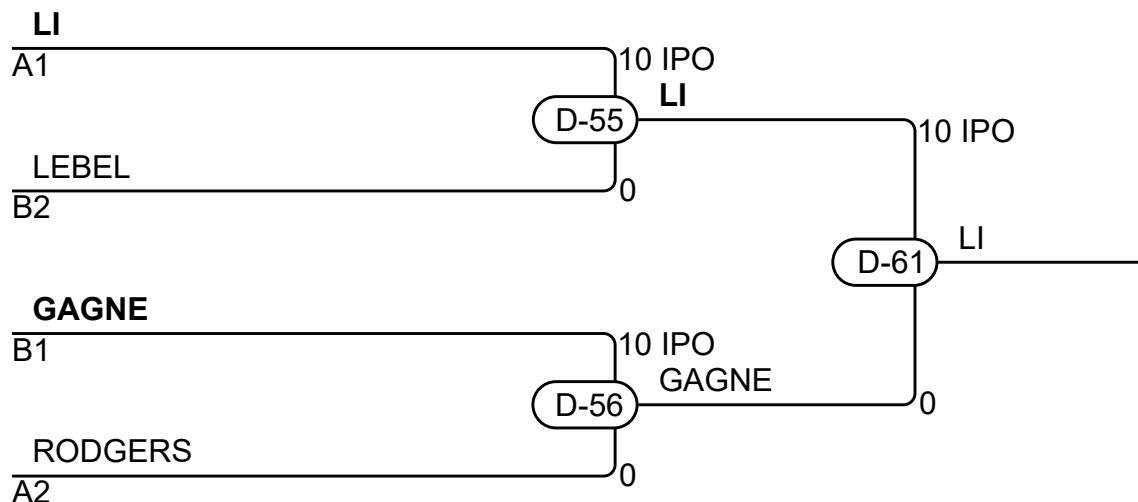 LI
A1
10 IPO
LI
D-55
10 IPO
LEBEL
0
B2
LI
D-61
GAGNE
B1
10 IPO
GAGNE
D-56
0
RODGERS
0
A2